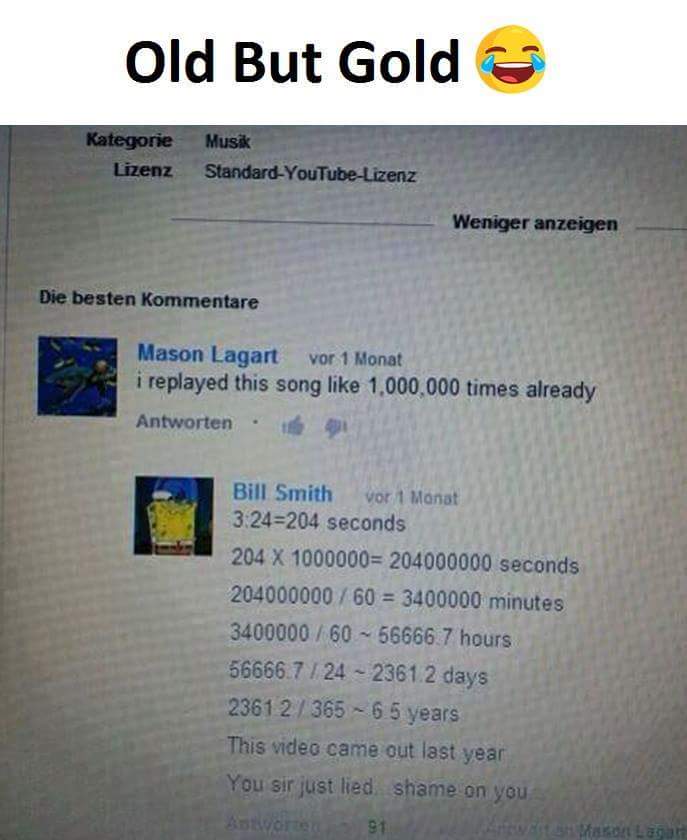 Old But Gold 😂
Kategorie Musik
Lizenz Standard-YouTube-Lizenz
Weniger anzeigen
Die besten Kommentare
Mason Lagart vor 1 Monat
i replayed this song like 1,000,000 times already
Antworten ·
Bill Smith vor 1 Monat
3:24=204 seconds
204 X 1000000= 204000000 seconds
204000000 / 60 = 3400000 minutes
3400000 / 60 ~ 56666.7 hours
56666.7 / 24 ~ 2361.2 days
2361.2 / 365 ~ 6.5 years
This video came out last year
You sir just lied.. shame on you
Antworten 91 Antwort an Mason Lagart